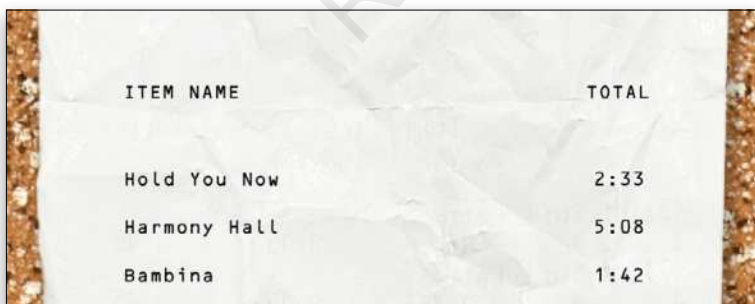 ITEM NAME TOTAL
Hold You Now 2:33
Harmony Hall 5:08
Bambina 1:42